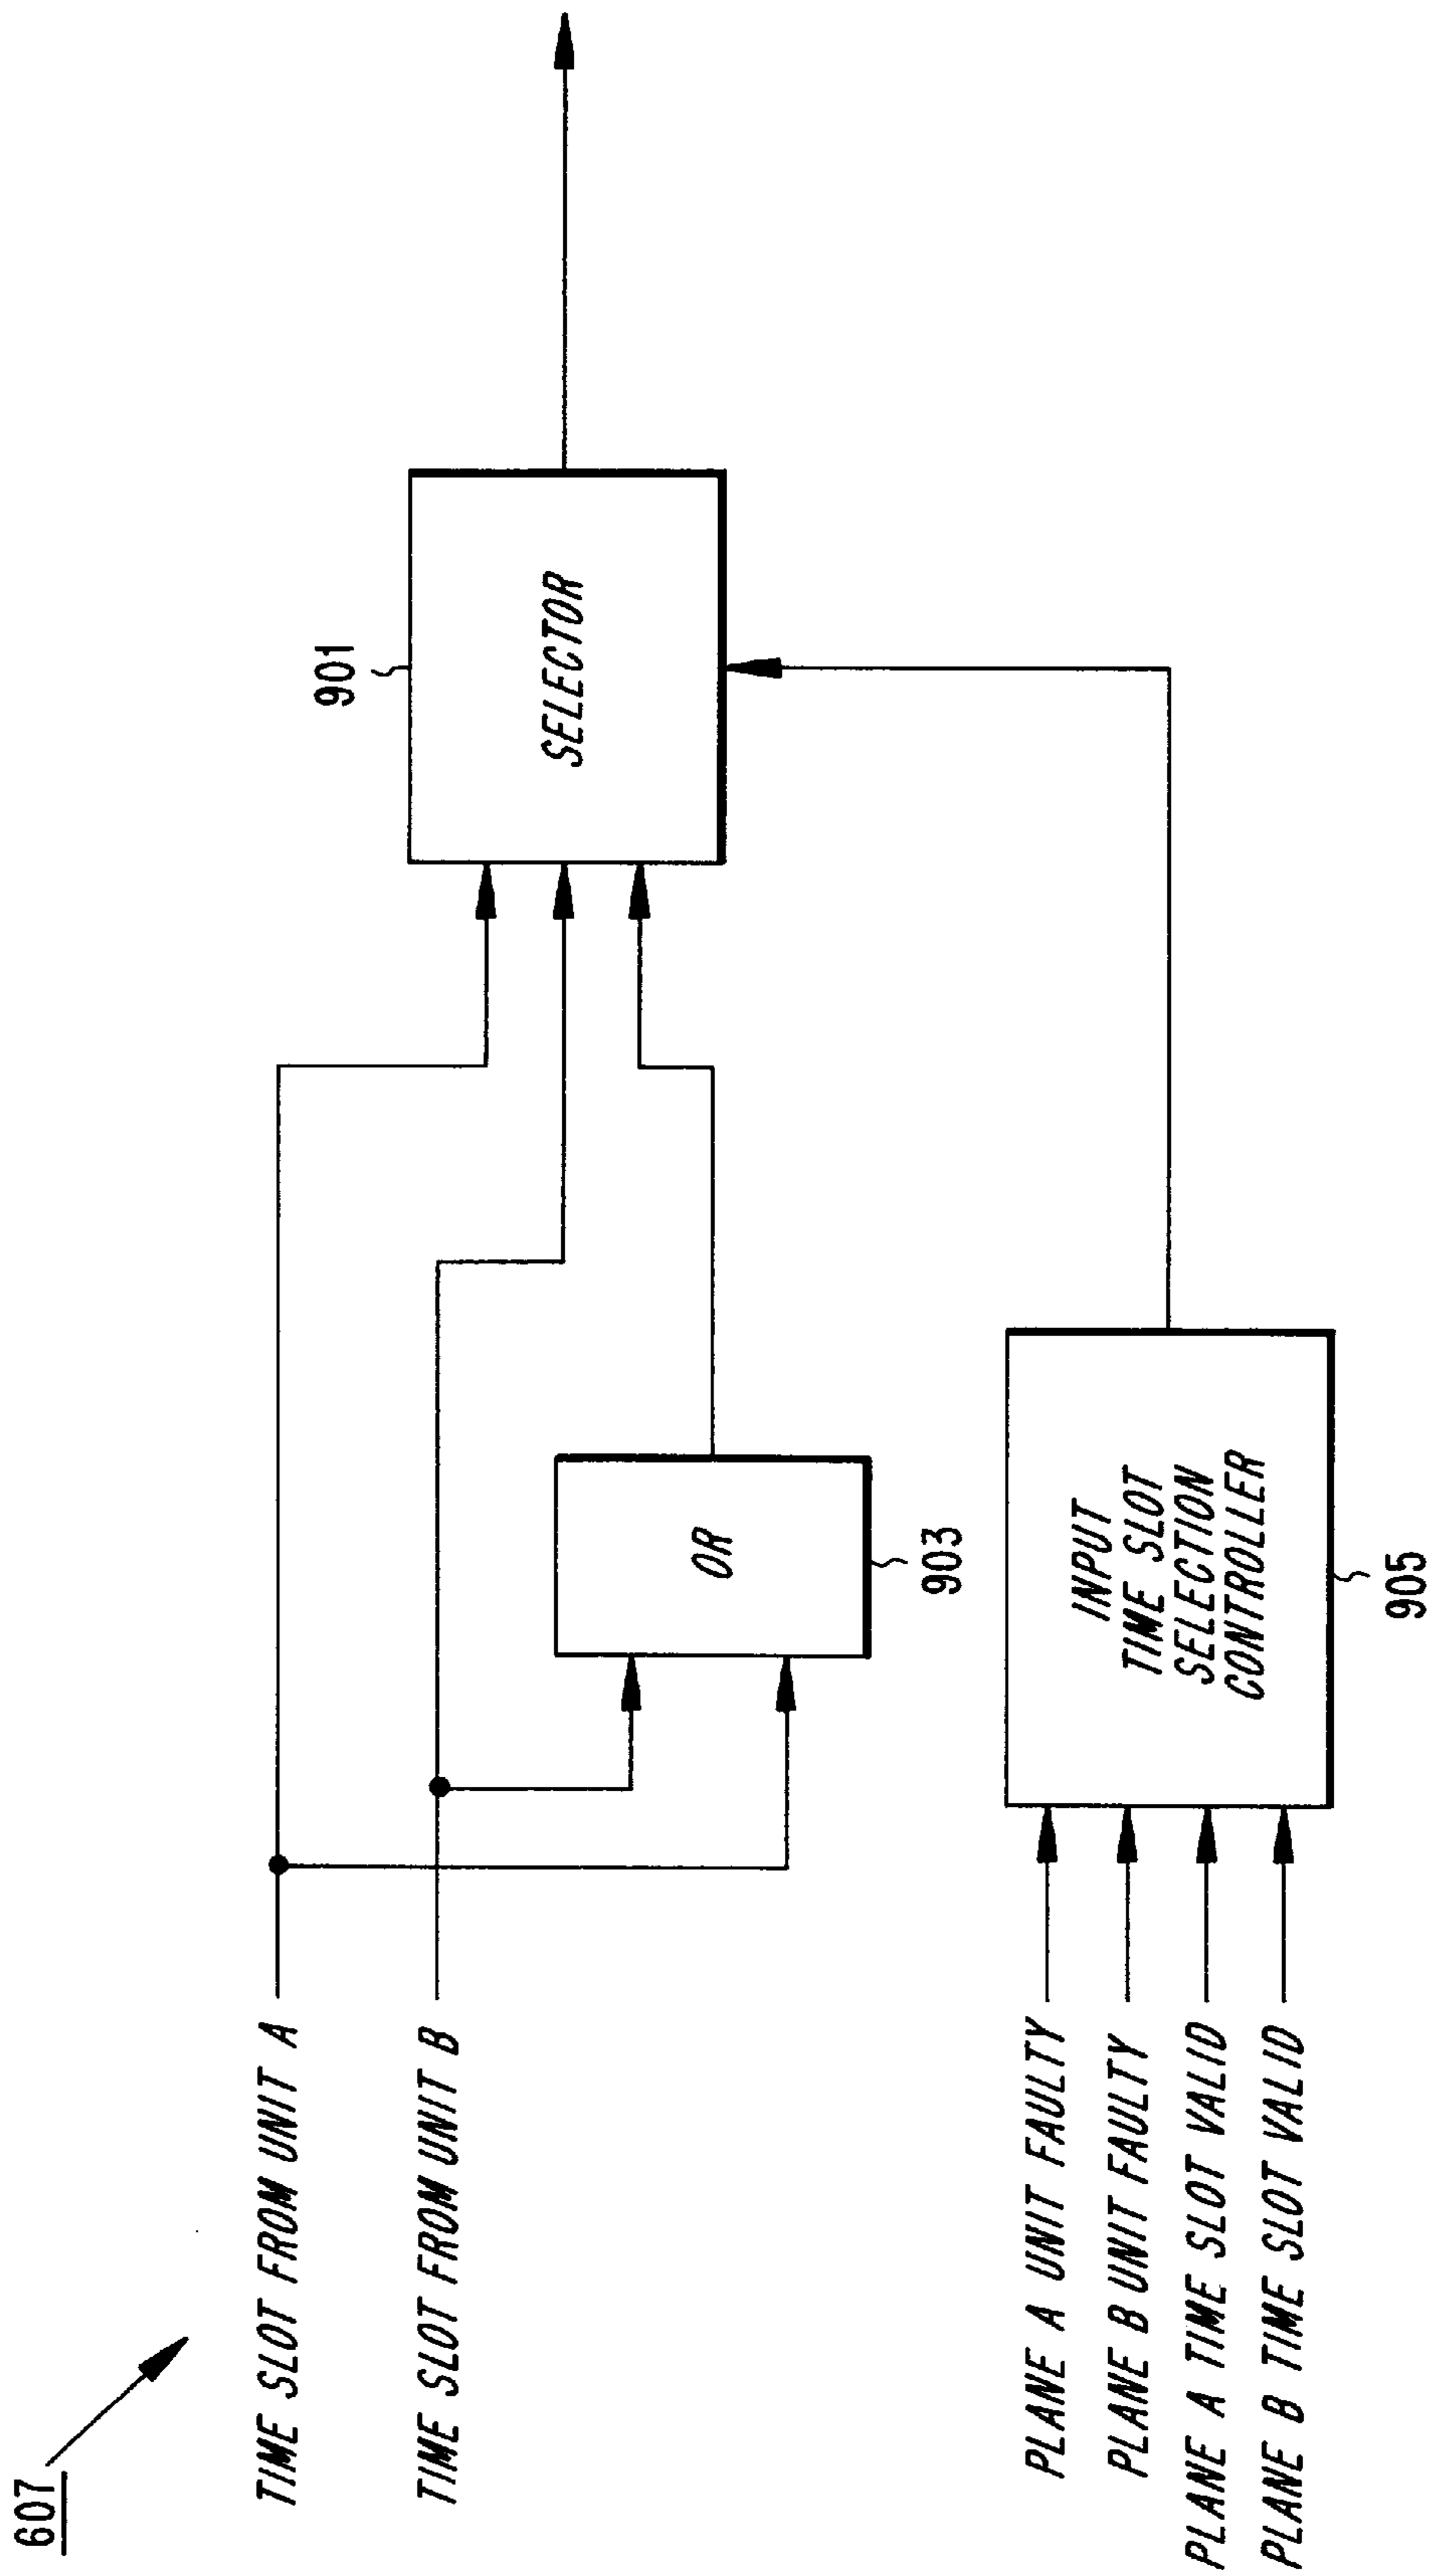 607
TIME SLOT FROM UNIT A
TIME SLOT FROM UNIT B
901
SELECTOR
OR
903
PLANE A UNIT FAULTY
PLANE B UNIT FAULTY
PLANE A TIME SLOT VALID
PLANE B TIME SLOT VALID
INPUT
TIME SLOT
SELECTION
CONTROLLER
905